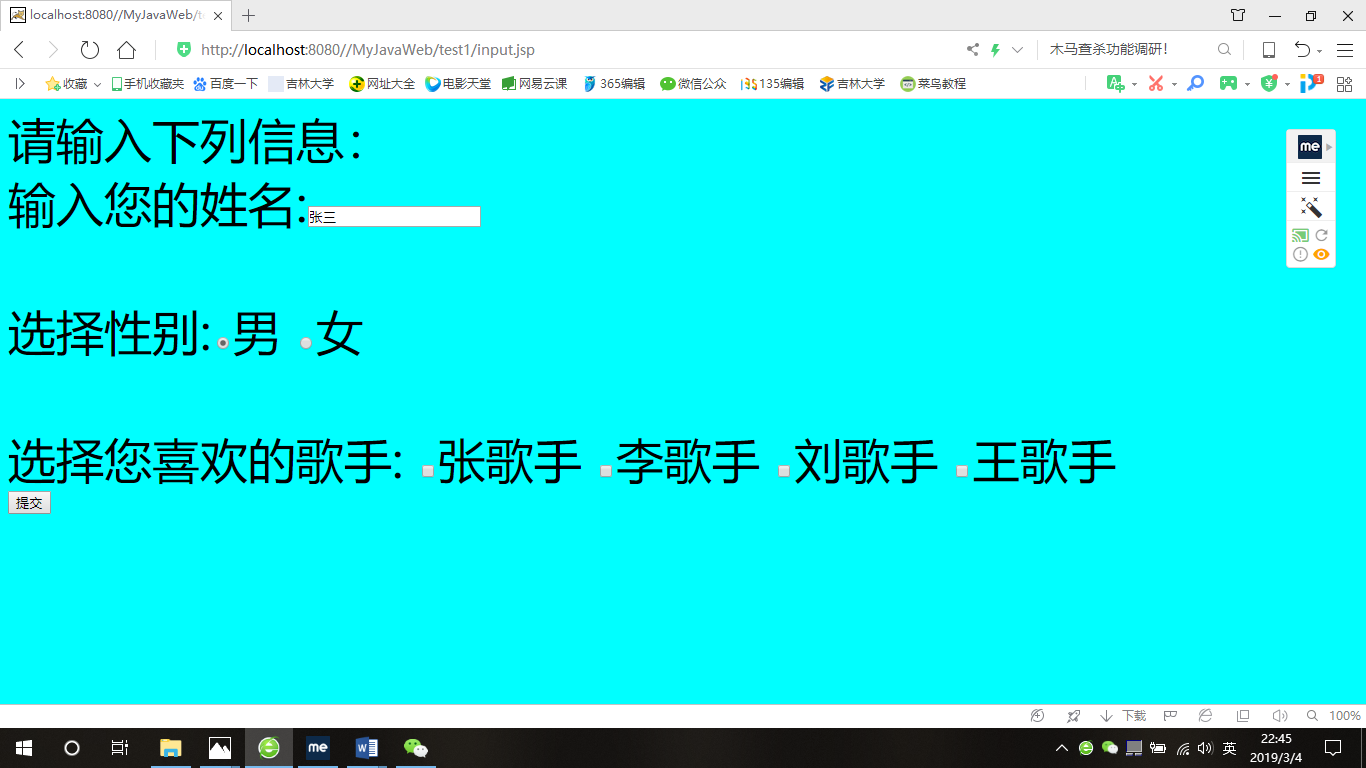 localhost:8080//MyJavaWeb/te
http://localhost:8080//MyJavaWeb/test1/input.jsp
木马查杀功能调研!
收藏 手机收藏夹 百度一下 吉林大学 网址大全 电影天堂 网易云课 365编辑 微信公众 135编辑 吉林大学 菜鸟教程
1
请输入下列信息：
me
输入您的姓名:张三
选择性别: 男 女
选择您喜欢的歌手: 张歌手 李歌手 刘歌手 王歌手
提交
下载 100%
me
英
22:45
2019/3/4